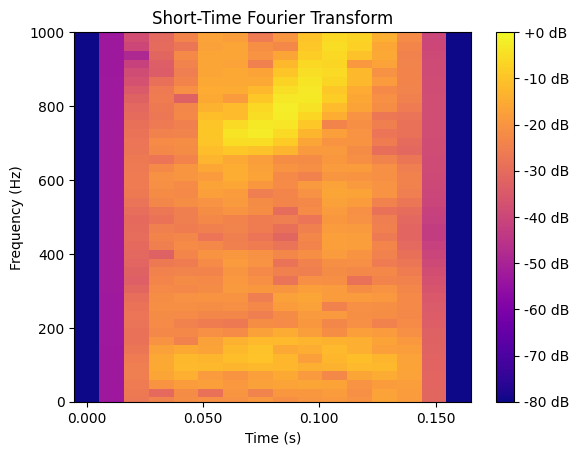 Short-Time Fourier Transform
Frequency (Hz)
1000
800
600
400
200
0
0.000
0.050
0.100
0.150
Time (s)
+0 dB
-10 dB
-20 dB
-30 dB
-40 dB
-50 dB
-60 dB
-70 dB
-80 dB